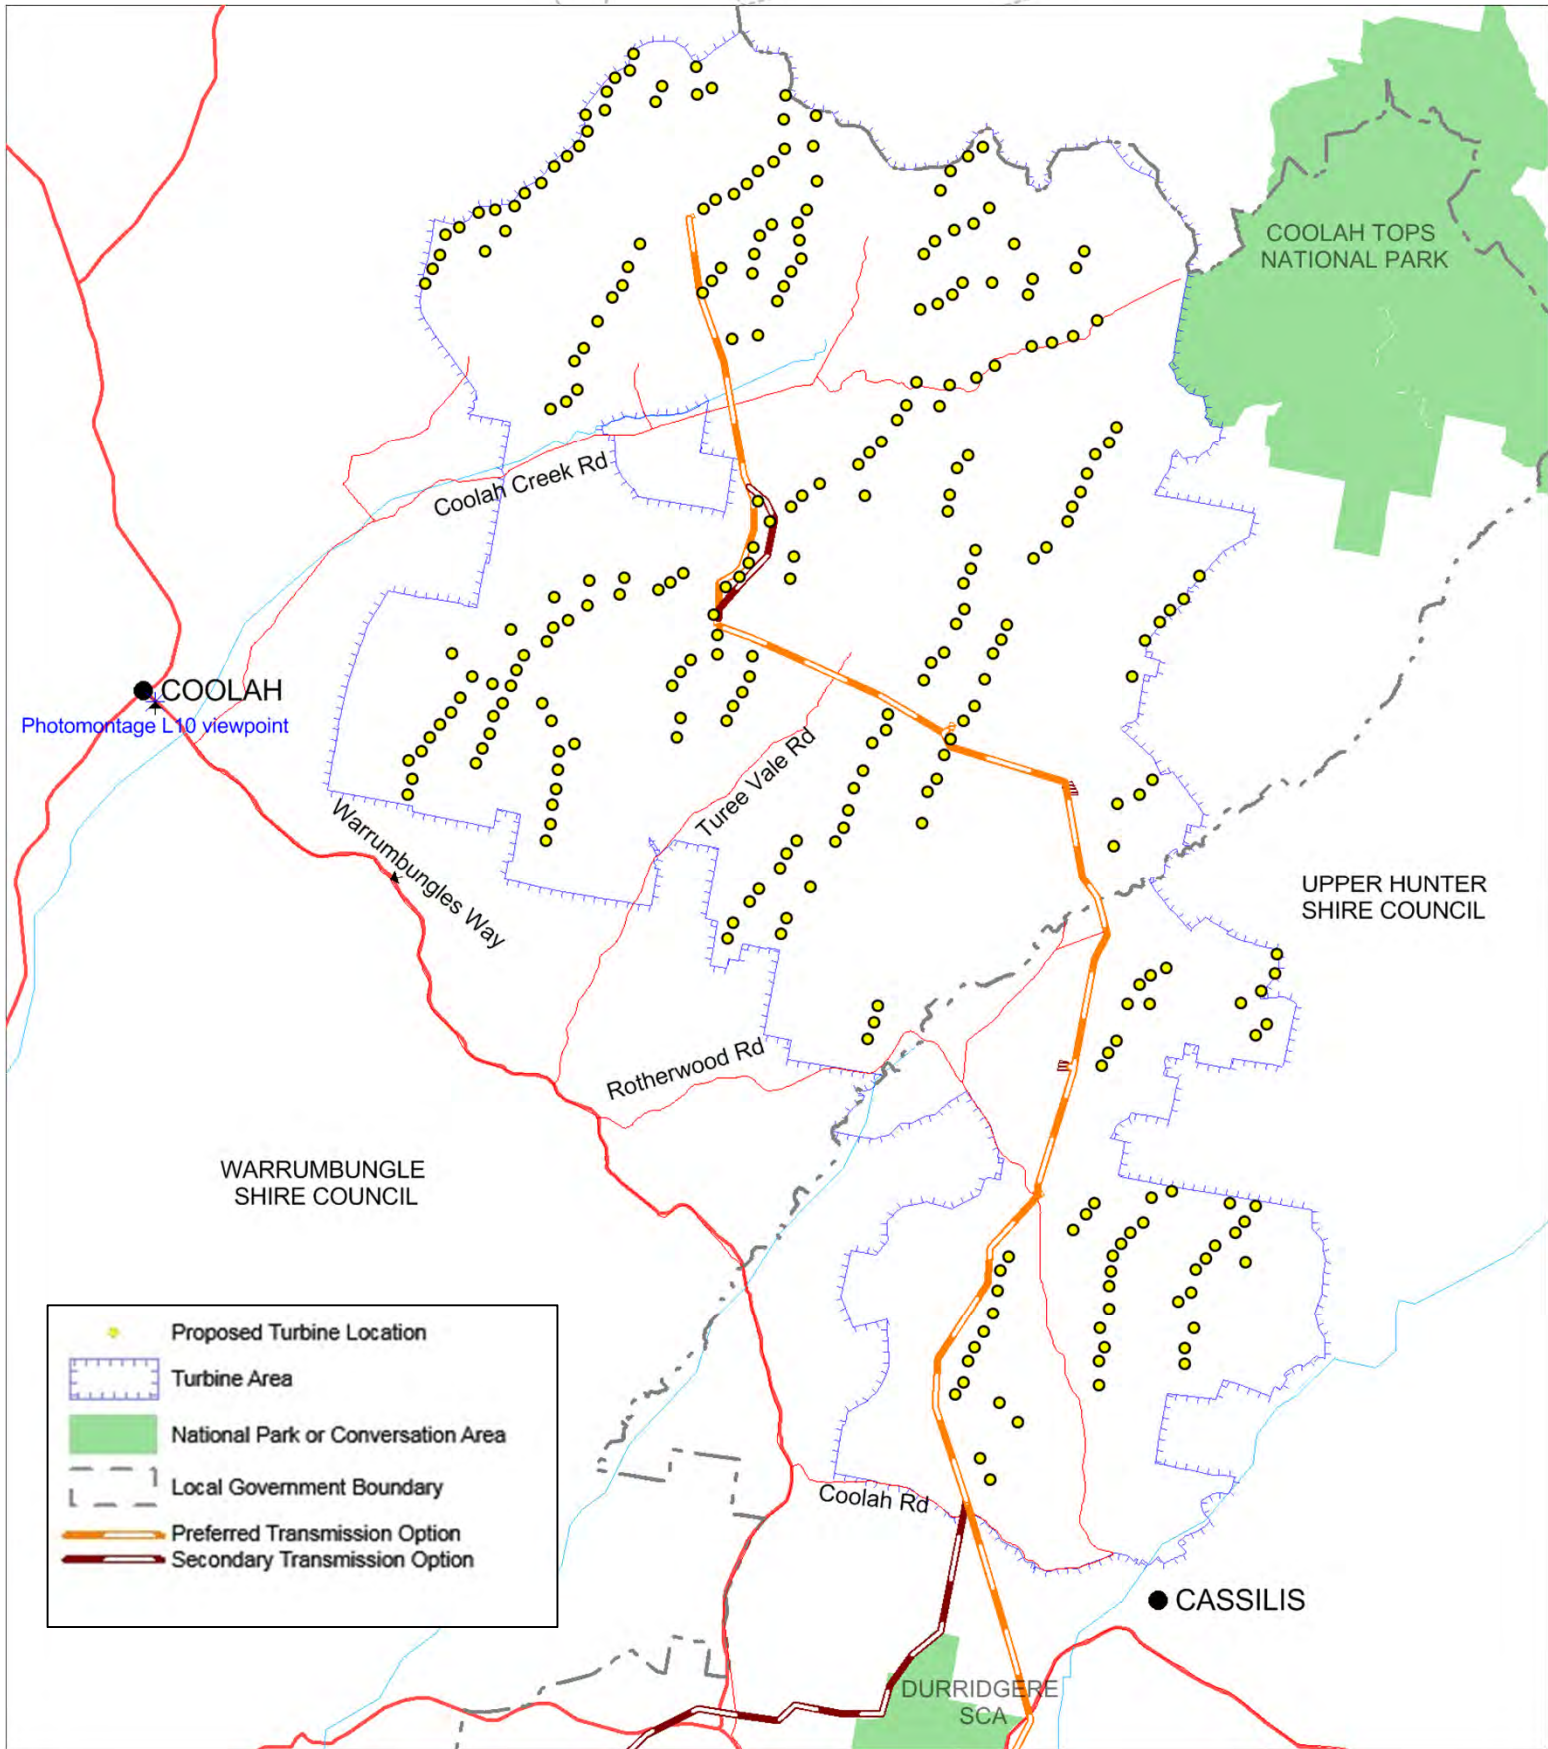 COOLAH TOPS
NATIONAL PARK
Coolah Creek Rd
COOLAH
Photomontage L10 viewpoint
Turee Vale Rd
Warrumbungles Way
UPPER HUNTER
SHIRE COUNCIL
Rotherwood Rd
WARRUMBUNGLE
SHIRE COUNCIL
Proposed Turbine Location
Turbine Area
National Park or Conversation Area
Local Government Boundary
Preferred Transmission Option
Secondary Transmission Option
Coolah Rd
CASSILIS
DURRIDGERE
SCA